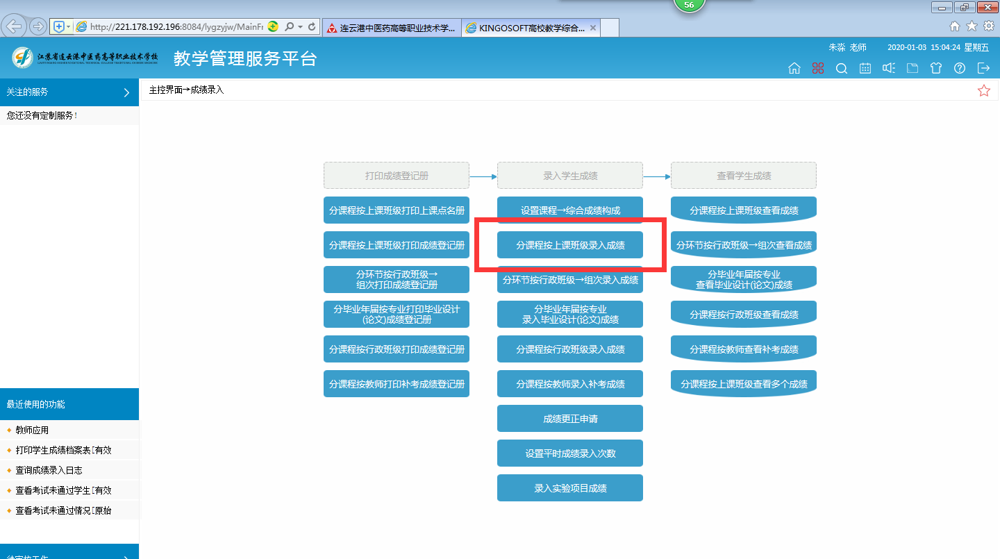 56
http://221.178.192.196:8084/lygzyjw/MainFr
连云港中医药高等职业技术学...
KINGOSOFT高校教学综合...
江苏省连云港中医药高等职业技术学校
教学管理服务平台
朱淼 老师
2020-01-03 15:04:24 星期五
关注的服务
您还没有定制服务!
主控界面→成绩录入
打印成绩登记册
录入学生成绩
查看学生成绩
分课程按上课班级打印上课点名册
设置课程→综合成绩构成
分课程按上课班级查看成绩
分课程按上课班级打印成绩登记册
分课程按上课班级录入成绩
分环节按行政班级→组次查看成绩
分环节按行政班级→
组次打印成绩登记册
分环节按行政班级→组次录入成绩
分毕业年届按专业
查看毕业设计(论文)成绩
分毕业年届按专业打印毕业设计
(论文)成绩登记册
分毕业年届按专业
录入毕业设计(论文)成绩
分课程按行政班级查看成绩
分课程按行政班级打印成绩登记册
分课程按行政班级录入成绩
分课程按教师查看补考成绩
分课程按教师打印补考成绩登记册
分课程按教师录入补考成绩
分课程按上课班级查看多个成绩
成绩更正申请
设置平时成绩录入次数
录入实验项目成绩
最近使用的功能
教师应用
打印学生成绩档案表[有效
查询成绩录入日志
查看考试未通过学生[有效
查看考试未通过情况[原始